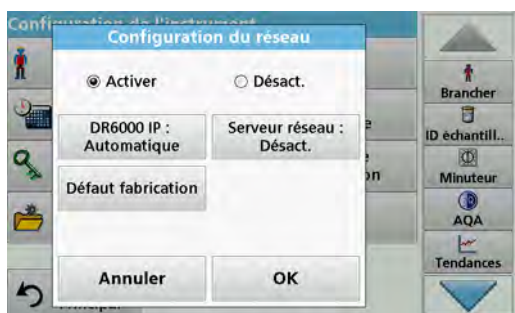 Configuration du réseau
Activer
Désact.
DR6000 IP :
Automatique
Serveur réseau :
Désact.
Défaut fabrication
Annuler
OK
Brancher
ID échantill..
Minuteur
AQA
Tendances